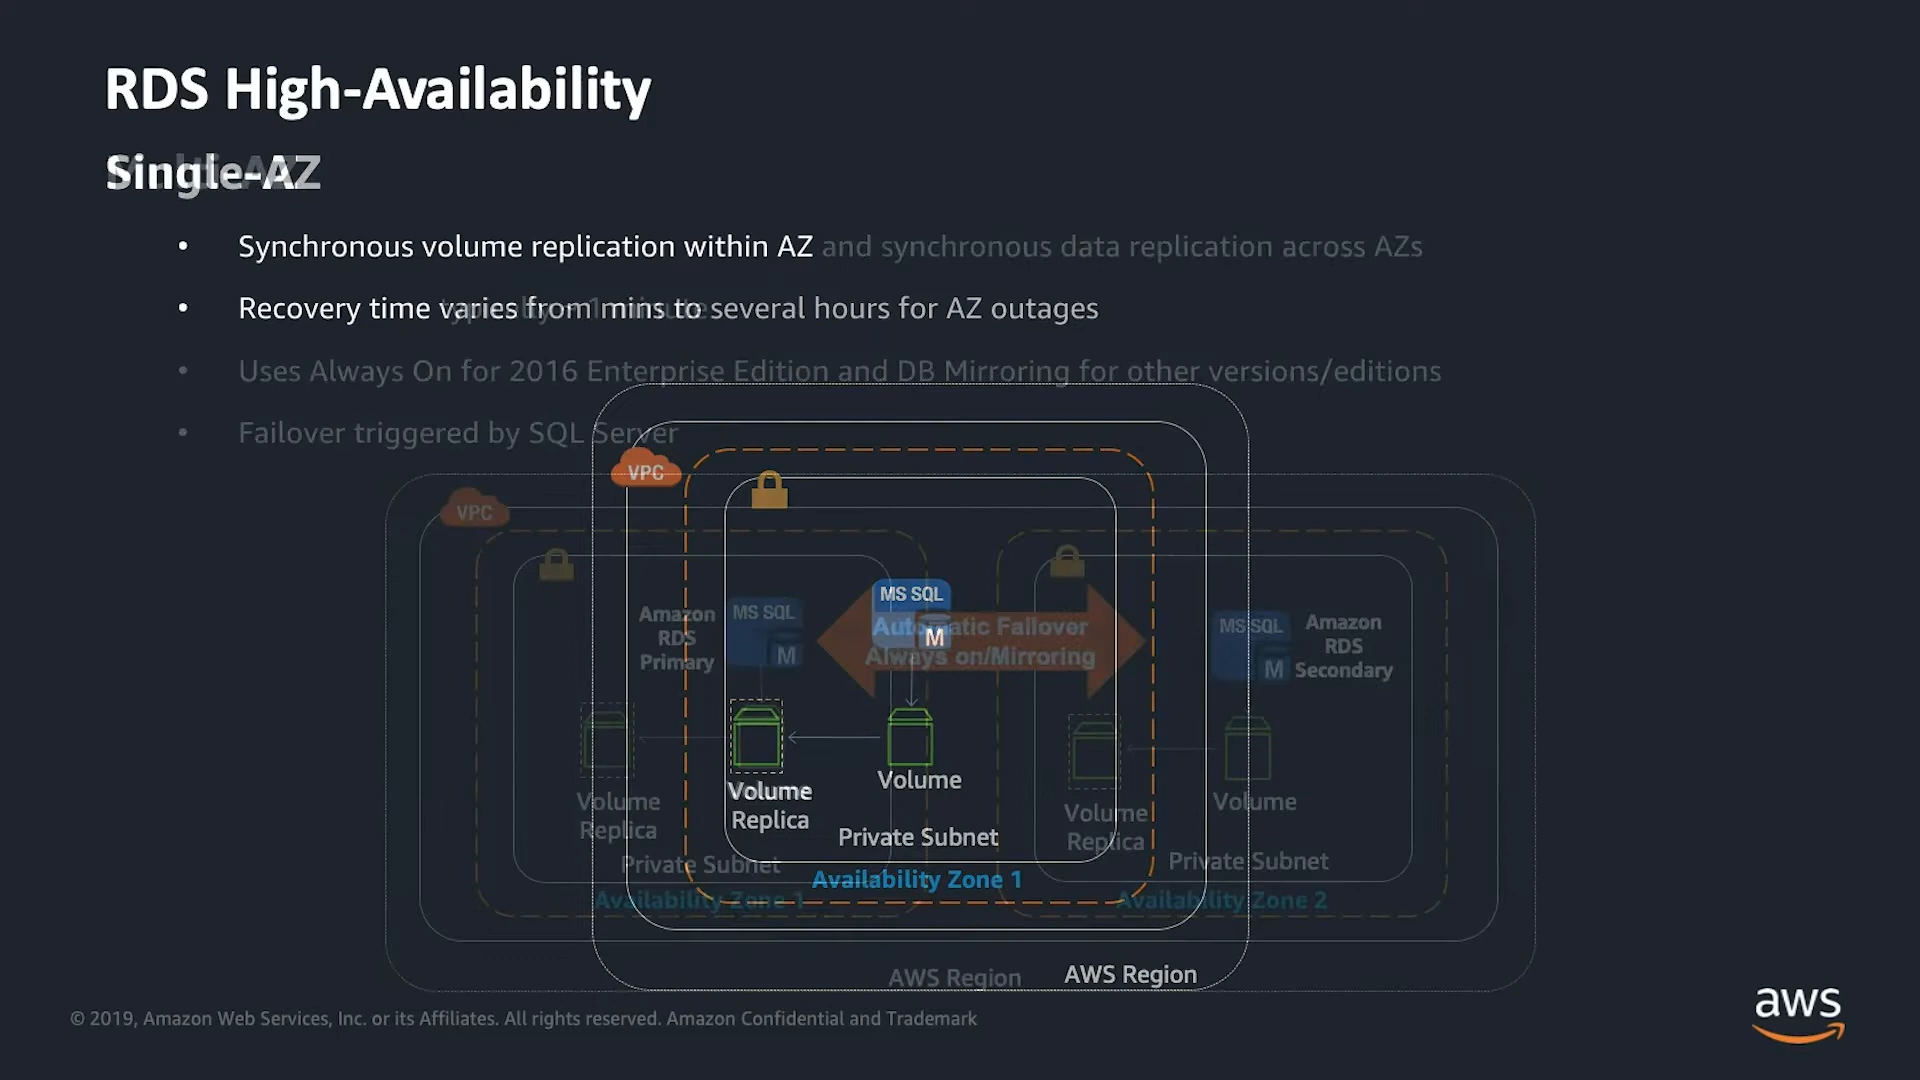 RDS High-Availability
Single-AZ
• Synchronous volume replication within AZ and synchronous data replication across AZs
• Recovery time varies from mins to several hours for AZ outages
• Uses Always On for 2016 Enterprise Edition and DB Mirroring for other versions/editions
• Failover triggered by SQL Server
VPC
VPC
MS SQL
M
Amazon
RDS
Primary
MS SQL
M
Automatic Failover
Always on/Mirroring
MS SQL
M
Amazon
RDS
Secondary
Volume
Replica
Volume
Replica
Volume
Volume
Replica
Volume
Private Subnet
Private Subnet
Private Subnet
Availability Zone 1
Availability Zone 1
Availability Zone 2
AWS Region
AWS Region
© 2019, Amazon Web Services, Inc. or its Affiliates. All rights reserved. Amazon Confidential and Trademark
aws